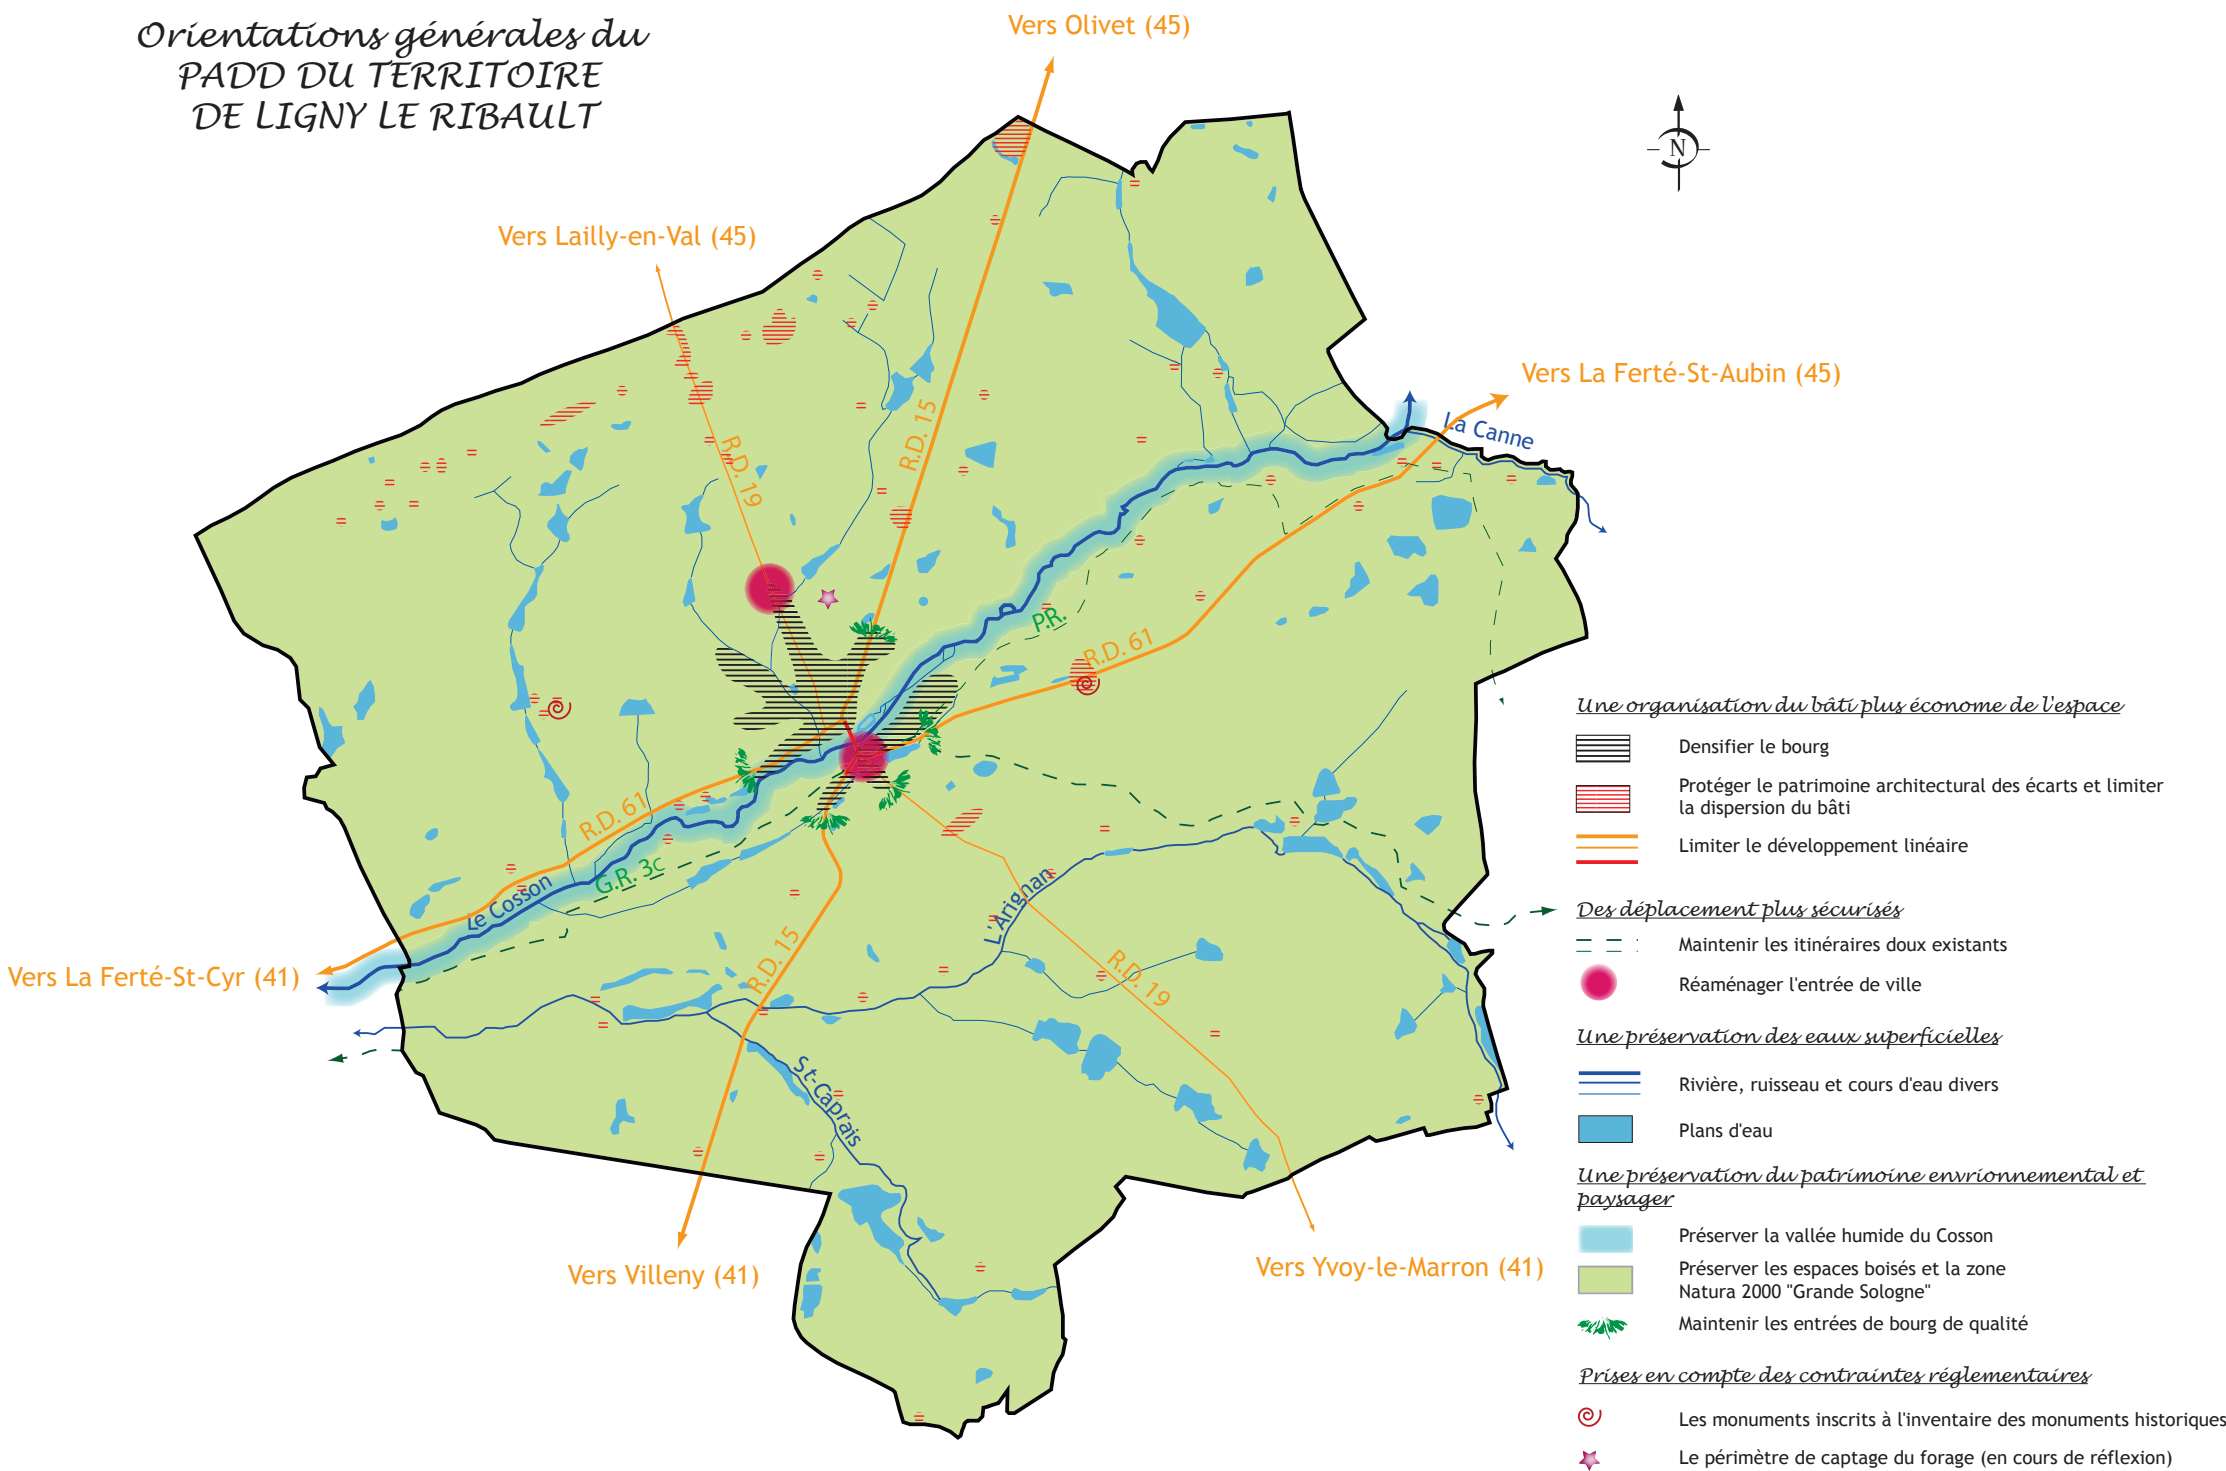 Orientations générales du
PADD DU TERRITOIRE
DE LIGNY LE RIBAULT
Vers Olivet (45)
N
Vers Lailly-en-Val (45)
Vers La Ferté-St-Aubin (45)
La Canne
R.D. 15
R.D. 19
P.R.
R.D. 61
R.D. 61
G.R. 3c
Le Cosson
L'Arignan
R.D. 15
R.D. 19
Vers La Ferté-St-Cyr (41)
St-Caprais
Vers Villeny (41)
Vers Yvoy-le-Marron (41)
Une organisation du bâti plus économe de l'espace
Densifier le bourg
Protéger le patrimoine architectural des écarts et limiter
la dispersion du bâti
Limiter le développement linéaire
Des déplacement plus sécurisés
Maintenir les itinéraires doux existants
Réaménager l'entrée de ville
Une préservation des eaux superficielles
Rivière, ruisseau et cours d'eau divers
Plans d'eau
Une préservation du patrimoine envrionnemental et
paysager
Préserver la vallée humide du Cosson
Préserver les espaces boisés et la zone
Natura 2000 "Grande Sologne"
Maintenir les entrées de bourg de qualité
Prises en compte des contraintes réglementaires
Les monuments inscrits à l'inventaire des monuments historiques
Le périmètre de captage du forage (en cours de réflexion)